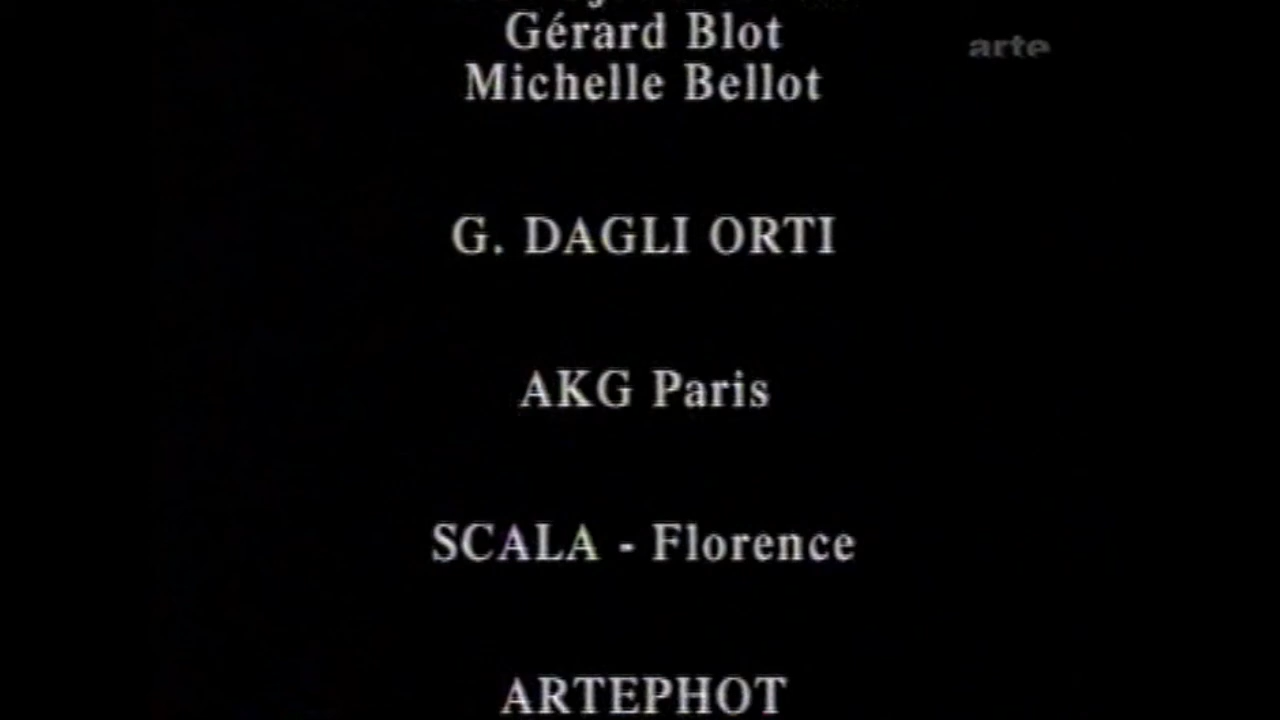 Gérard Blot
arte
Michelle Bellot
G. DAGLI ORTI
AKG Paris
SCALA - Florence
ARTEPHOT